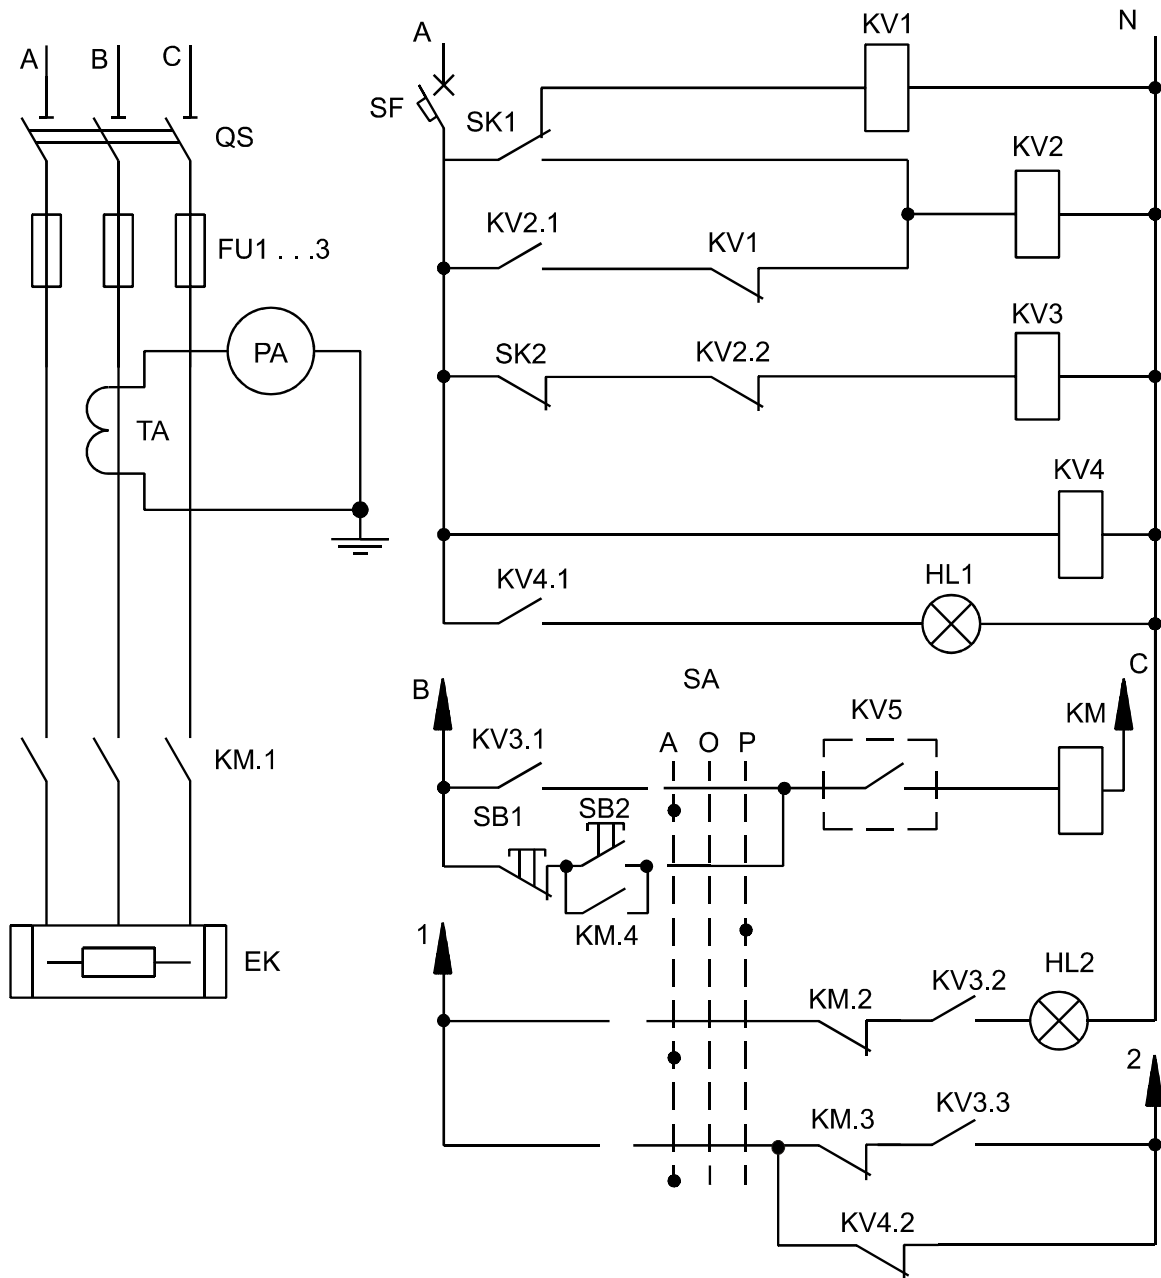 A B C
QS
FU1 . . .3
PA
TA
KM.1
EK
A
N
SF
SK1
KV1
KV2
KV2.1
KV1
SK2
KV2.2
KV3
KV4
KV4.1
HL1
B
SA
C
KV3.1
A O P
KV5
KM
SB1
SB2
KM.4
1
KM.2
KV3.2
HL2
2
KM.3
KV3.3
KV4.2